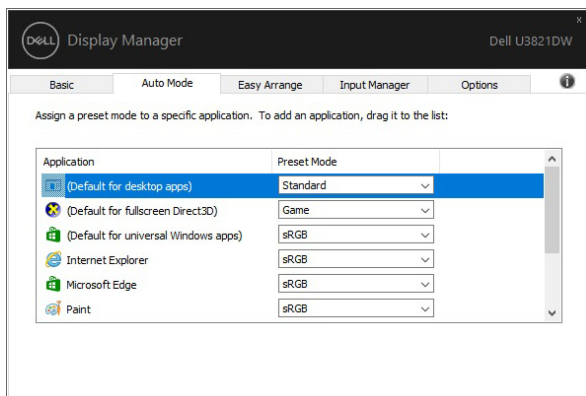 x
DELL Display Manager Dell U3821DW
Basic Auto Mode Easy Arrange Input Manager Options i
Assign a preset mode to a specific application. To add an application, drag it to the list:
Application Preset Mode
(Default for desktop apps) Standard
(Default for fullscreen Direct3D) Game
(Default for universal Windows apps) sRGB
Internet Explorer sRGB
Microsoft Edge sRGB
Paint sRGB